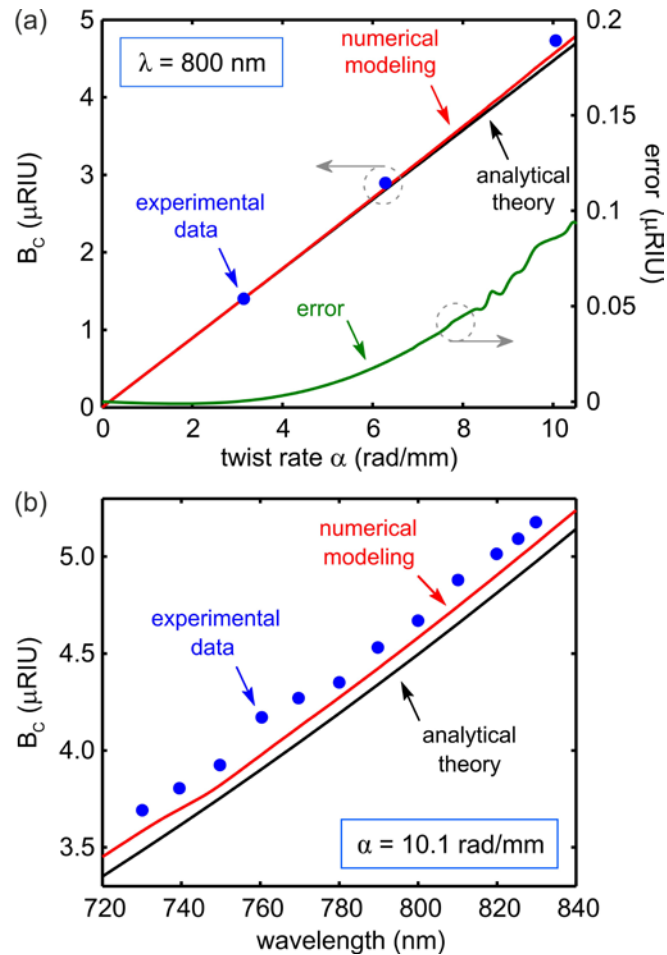 (a)
5
4
3
2
1
0
B_C (μRIU)
λ = 800 nm
numerical
modeling
experimental
data
analytical
theory
error
0.2
0.15
0.1
0.05
0
error (μRIU)
0 2 4 6 8 10
twist rate α (rad/mm)
(b)
5.0
4.5
4.0
3.5
B_C (μRIU)
numerical
modeling
experimental
data
analytical
theory
α = 10.1 rad/mm
720 740 760 780 800 820 840
wavelength (nm)